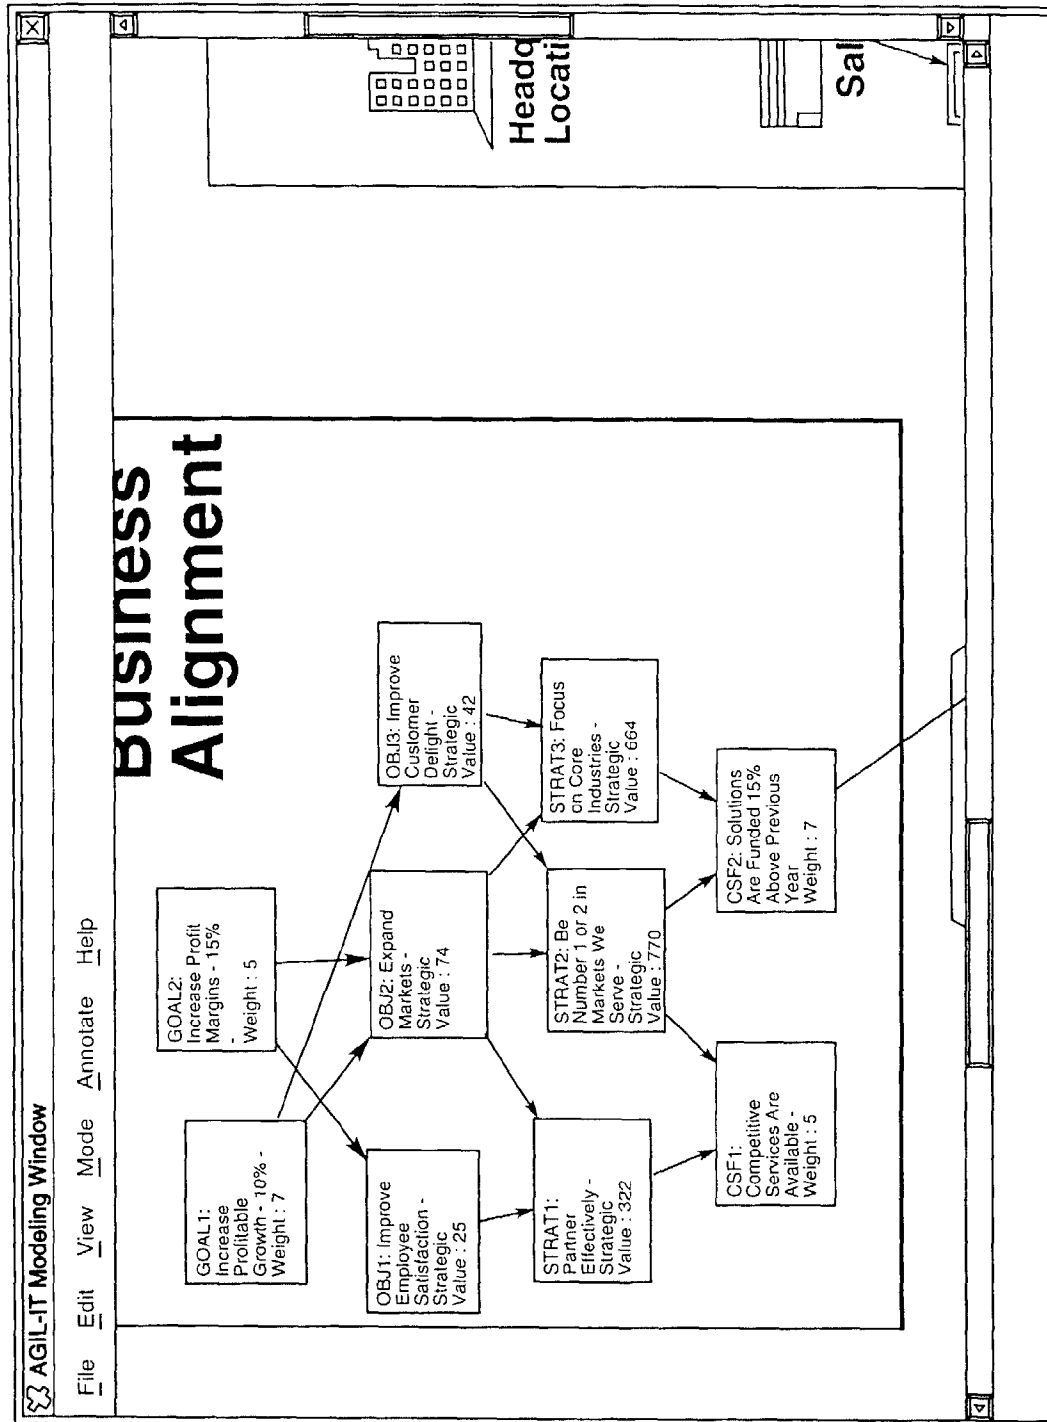 AGIL-IT Modeling Window
File Edit View Mode Annotate Help
Business
Alignment
GOAL1:
Increase
Profitable
Growth - 10% -
Weight : 7
GOAL2:
Increase Profit
Margins - 15%
-
Weight : 5
OBJ1: Improve
Employee
Satisfaction -
Strategic
Value : 25
OBJ2: Expand
Markets -
Strategic
Value : 74
OBJ3: Improve
Customer
Delight -
Strategic
Value : 42
STRAT1:
Partner
Effectively -
Strategic
Value : 322
STRAT2: Be
Number 1 or 2 in
Markets We
Serve -
Strategic
Value : 770
STRAT3: Focus
on Core
Industries -
Strategic
Value : 664
CSF1:
Competitive
Services Are
Available -
Weight : 5
CSF2: Solutions
Are Funded 15%
Above Previous
Year
Weight : 7
Headq
Locati
Sal